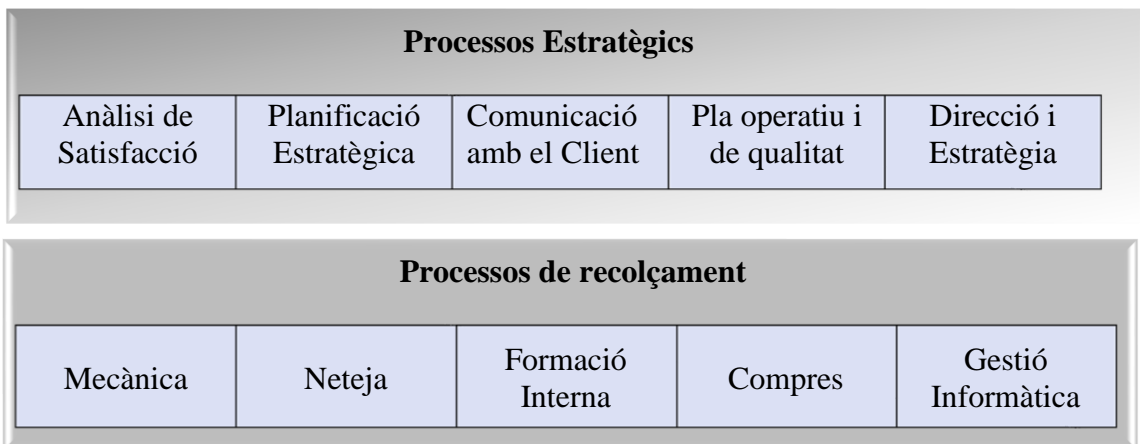 Processos Estratègics
Anàlisi de
Satisfacció
Planificació
Estratègica
Comunicació
amb el Client
Pla operatiu i
de qualitat
Direcció i
Estratègia
Processos de recolçament
Mecànica
Neteja
Formació
Interna
Compres
Gestió
Informàtica